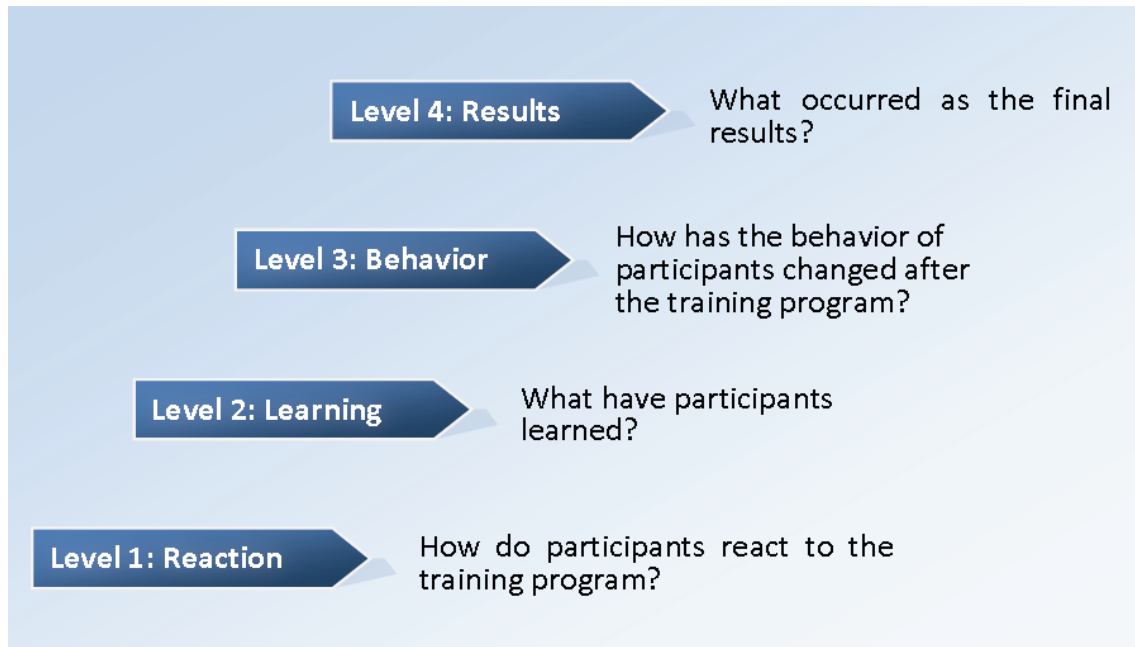 Level 4: Results
What occurred as the final
results?
Level 3: Behavior
How has the behavior of
participants changed after
the training program?
Level 2: Learning
What have participants
learned?
Level 1: Reaction
How do participants react to the
training program?